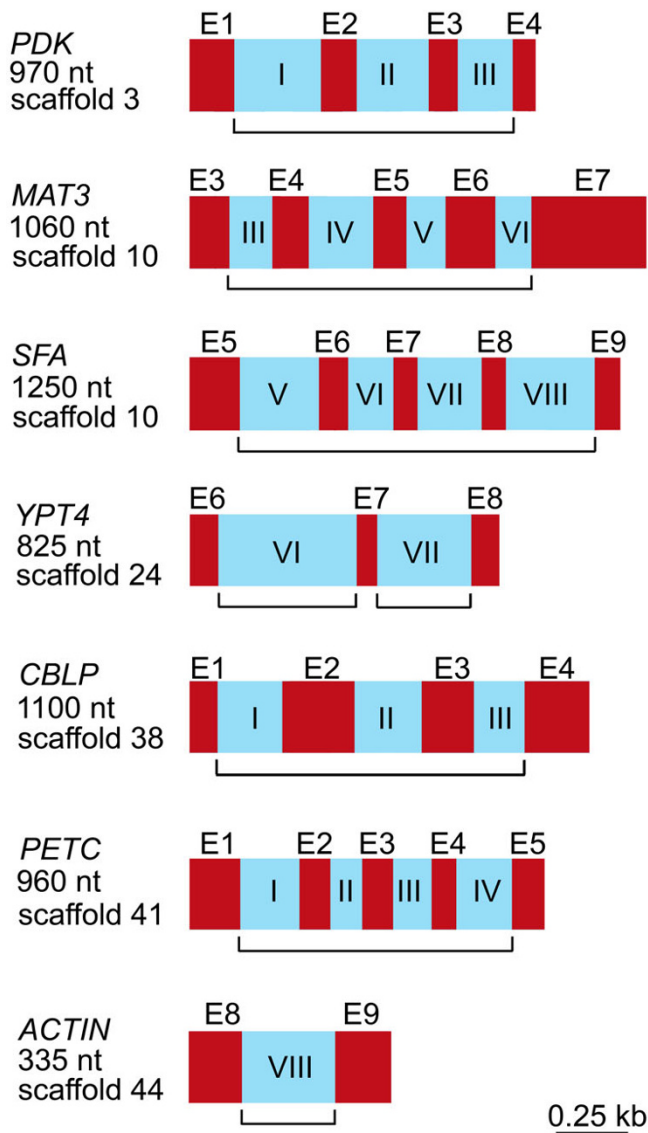 E1 E2 E3 E4
PDK
970 nt
scaffold 3
I II III
E3 E4 E5 E6 E7
MAT3
1060 nt
scaffold 10
III IV V VI
E5 E6 E7 E8 E9
SFA
1250 nt
scaffold 10
V VI VII VIII
E6 E7 E8
YPT4
825 nt
scaffold 24
VI VII
E1 E2 E3 E4
CBLP
1100 nt
scaffold 38
I II III
E1 E2 E3 E4 E5
PETC
960 nt
scaffold 41
I II III IV
E8 E9
ACTIN
335 nt
scaffold 44
VIII
0.25 kb